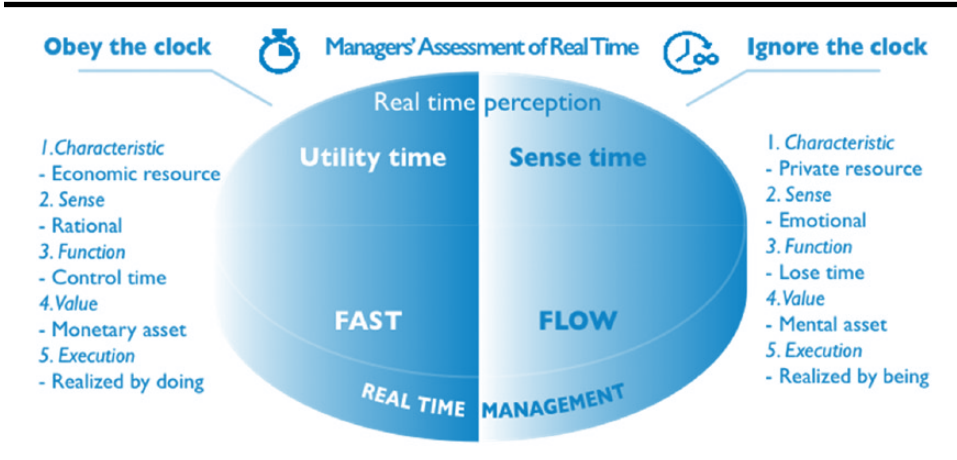 Obey the clock
Managers' Assessment of Real Time
∞
Ignore the clock
Real time perception
Utility time
Sense time
FAST
FLOW
REAL TIME MANAGEMENT
1.Characteristic
- Economic resource
2. Sense
- Rational
3. Function
- Control time
4.Value
- Monetary asset
5. Execution
- Realized by doing
1. Characteristic
- Private resource
2. Sense
- Emotional
3. Function
- Lose time
4.Value
- Mental asset
5. Execution
- Realized by being